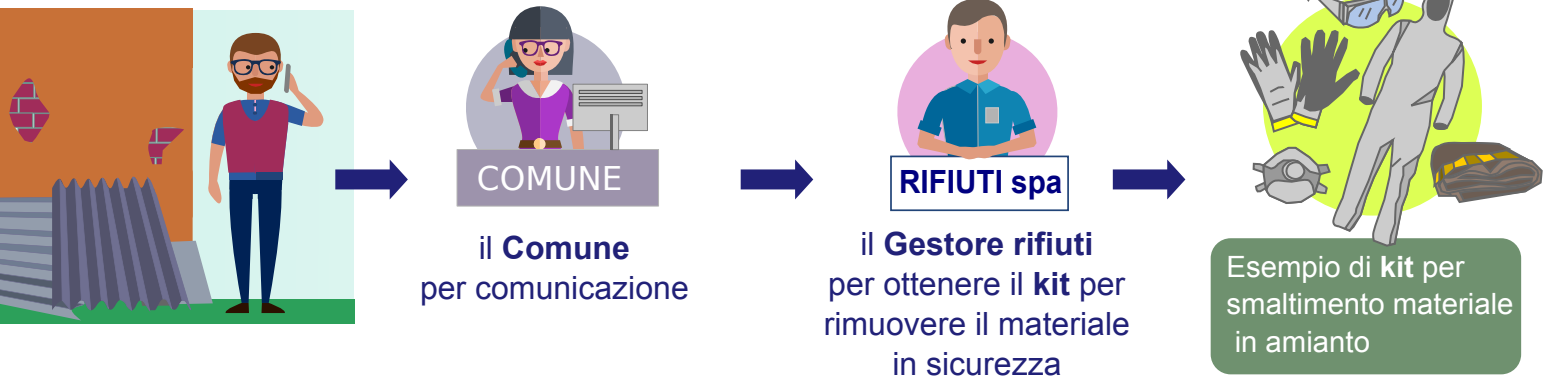 COMUNE
il Comune
per comunicazione
RIFIUTI spa
il Gestore rifiuti
per ottenere il kit per
rimuovere il materiale
in sicurezza
Esempio di kit per
smaltimento materiale
in amianto